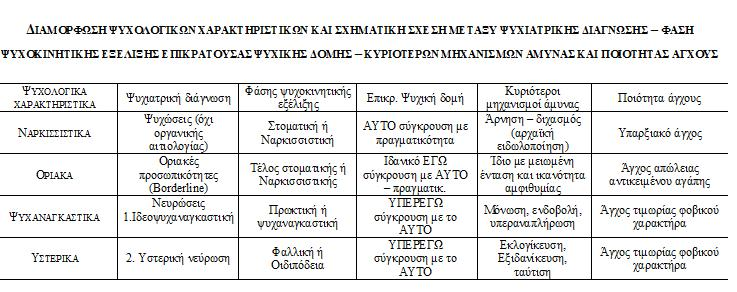 ΔΙΑΜΟΡΦΩΣΗ ΨΥΧΟΛΟΓΙΚΩΝ ΧΑΡΑΚΤΗΡΙΣΤΙΚΩΝ ΚΑΙ ΣΧΗΜΑΤΙΚΗ ΣΧΕΣΗ ΜΕΤΑΞΥ ΨΥΧΙΑΤΡΙΚΗΣ ΔΙΑΓΝΩΣΗΣ – ΦΑΣΗ
ΨΥΧΟΚΙΝΗΤΙΚΗΣ ΕΞΕΛΙΞΗΣ ΕΠΙΚΡΑΤΟΥΣΑΣ ΨΥΧΙΚΗΣ ΔΟΜΗΣ – ΚΥΡΙΟΤΕΡΩΝ ΜΗΧΑΝΙΣΜΩΝ ΑΜΥΝΑΣ ΚΑΙ ΠΟΙΟΤΗΤΑΣ ΑΓΧΟΥΣ
ΨΥΧΟΛΟΓΙΚΑ
ΧΑΡΑΚΤΗΡΙΣΤΙΚΑ
Ψυχιατρική διάγνωση
Φάσης ψυχοκινητικής
εξέλιξης
Επικρ. Ψυχική δομή
Κυριότεροι
μηχανισμοί άμυνας
Ποιότητα άγχους
ΝΑΡΚΙΣΣΙΣΤΙΚΑ
Ψυχώσεις (όχι
οργανικής
αιτιολογίας)
Στοματική ή
Ναρκισσιστική
ΑΥΤΟ σύγκρουση με
πραγματικότητα
Άρνηση – διχασμός
(αρχαϊκή
ειδωλοποίηση)
Υπαρξιακό άγχος
ΟΡΙΑΚΑ
Οριακές
προσωπικότητες
(Borderline)
Τέλος στοματικής ή
Ναρκισσιστικής
Ιδανικό ΕΓΩ
σύγκρουση με ΑΥΤΟ
– πραγματικ.
Ίδιο με μειωμένη
ένταση και ικανότητα
αμφιθυμίας
Άγχος απώλειας
αντικειμένου αγάπης
ΨΥΧΑΝΑΓΚΑΣΤΙΚΑ
Νευρώσεις
1.Ιδεοψυχαναγκαστική
Πρωκτική ή
ψυχαναγκαστική
ΥΠΕΡΕΓΩ
σύγκρουση με το
ΑΥΤΟ
Μόνωση, ενδοβολή,
υπεραναπλήρωση
Άγχος τιμωρίας φοβικού
χαρακτήρα
ΥΣΤΕΡΙΚΑ
2. Υστερική νεύρωση
Φαλλική ή
Οιδιπόδεια
ΥΠΕΡΕΓΩ
σύγκρουση με το
ΑΥΤΟ
Εκλογίκευση,
Εξιδανίκευση,
ταύτιση
Άγχος τιμωρίας φοβικού
χαρακτήρα